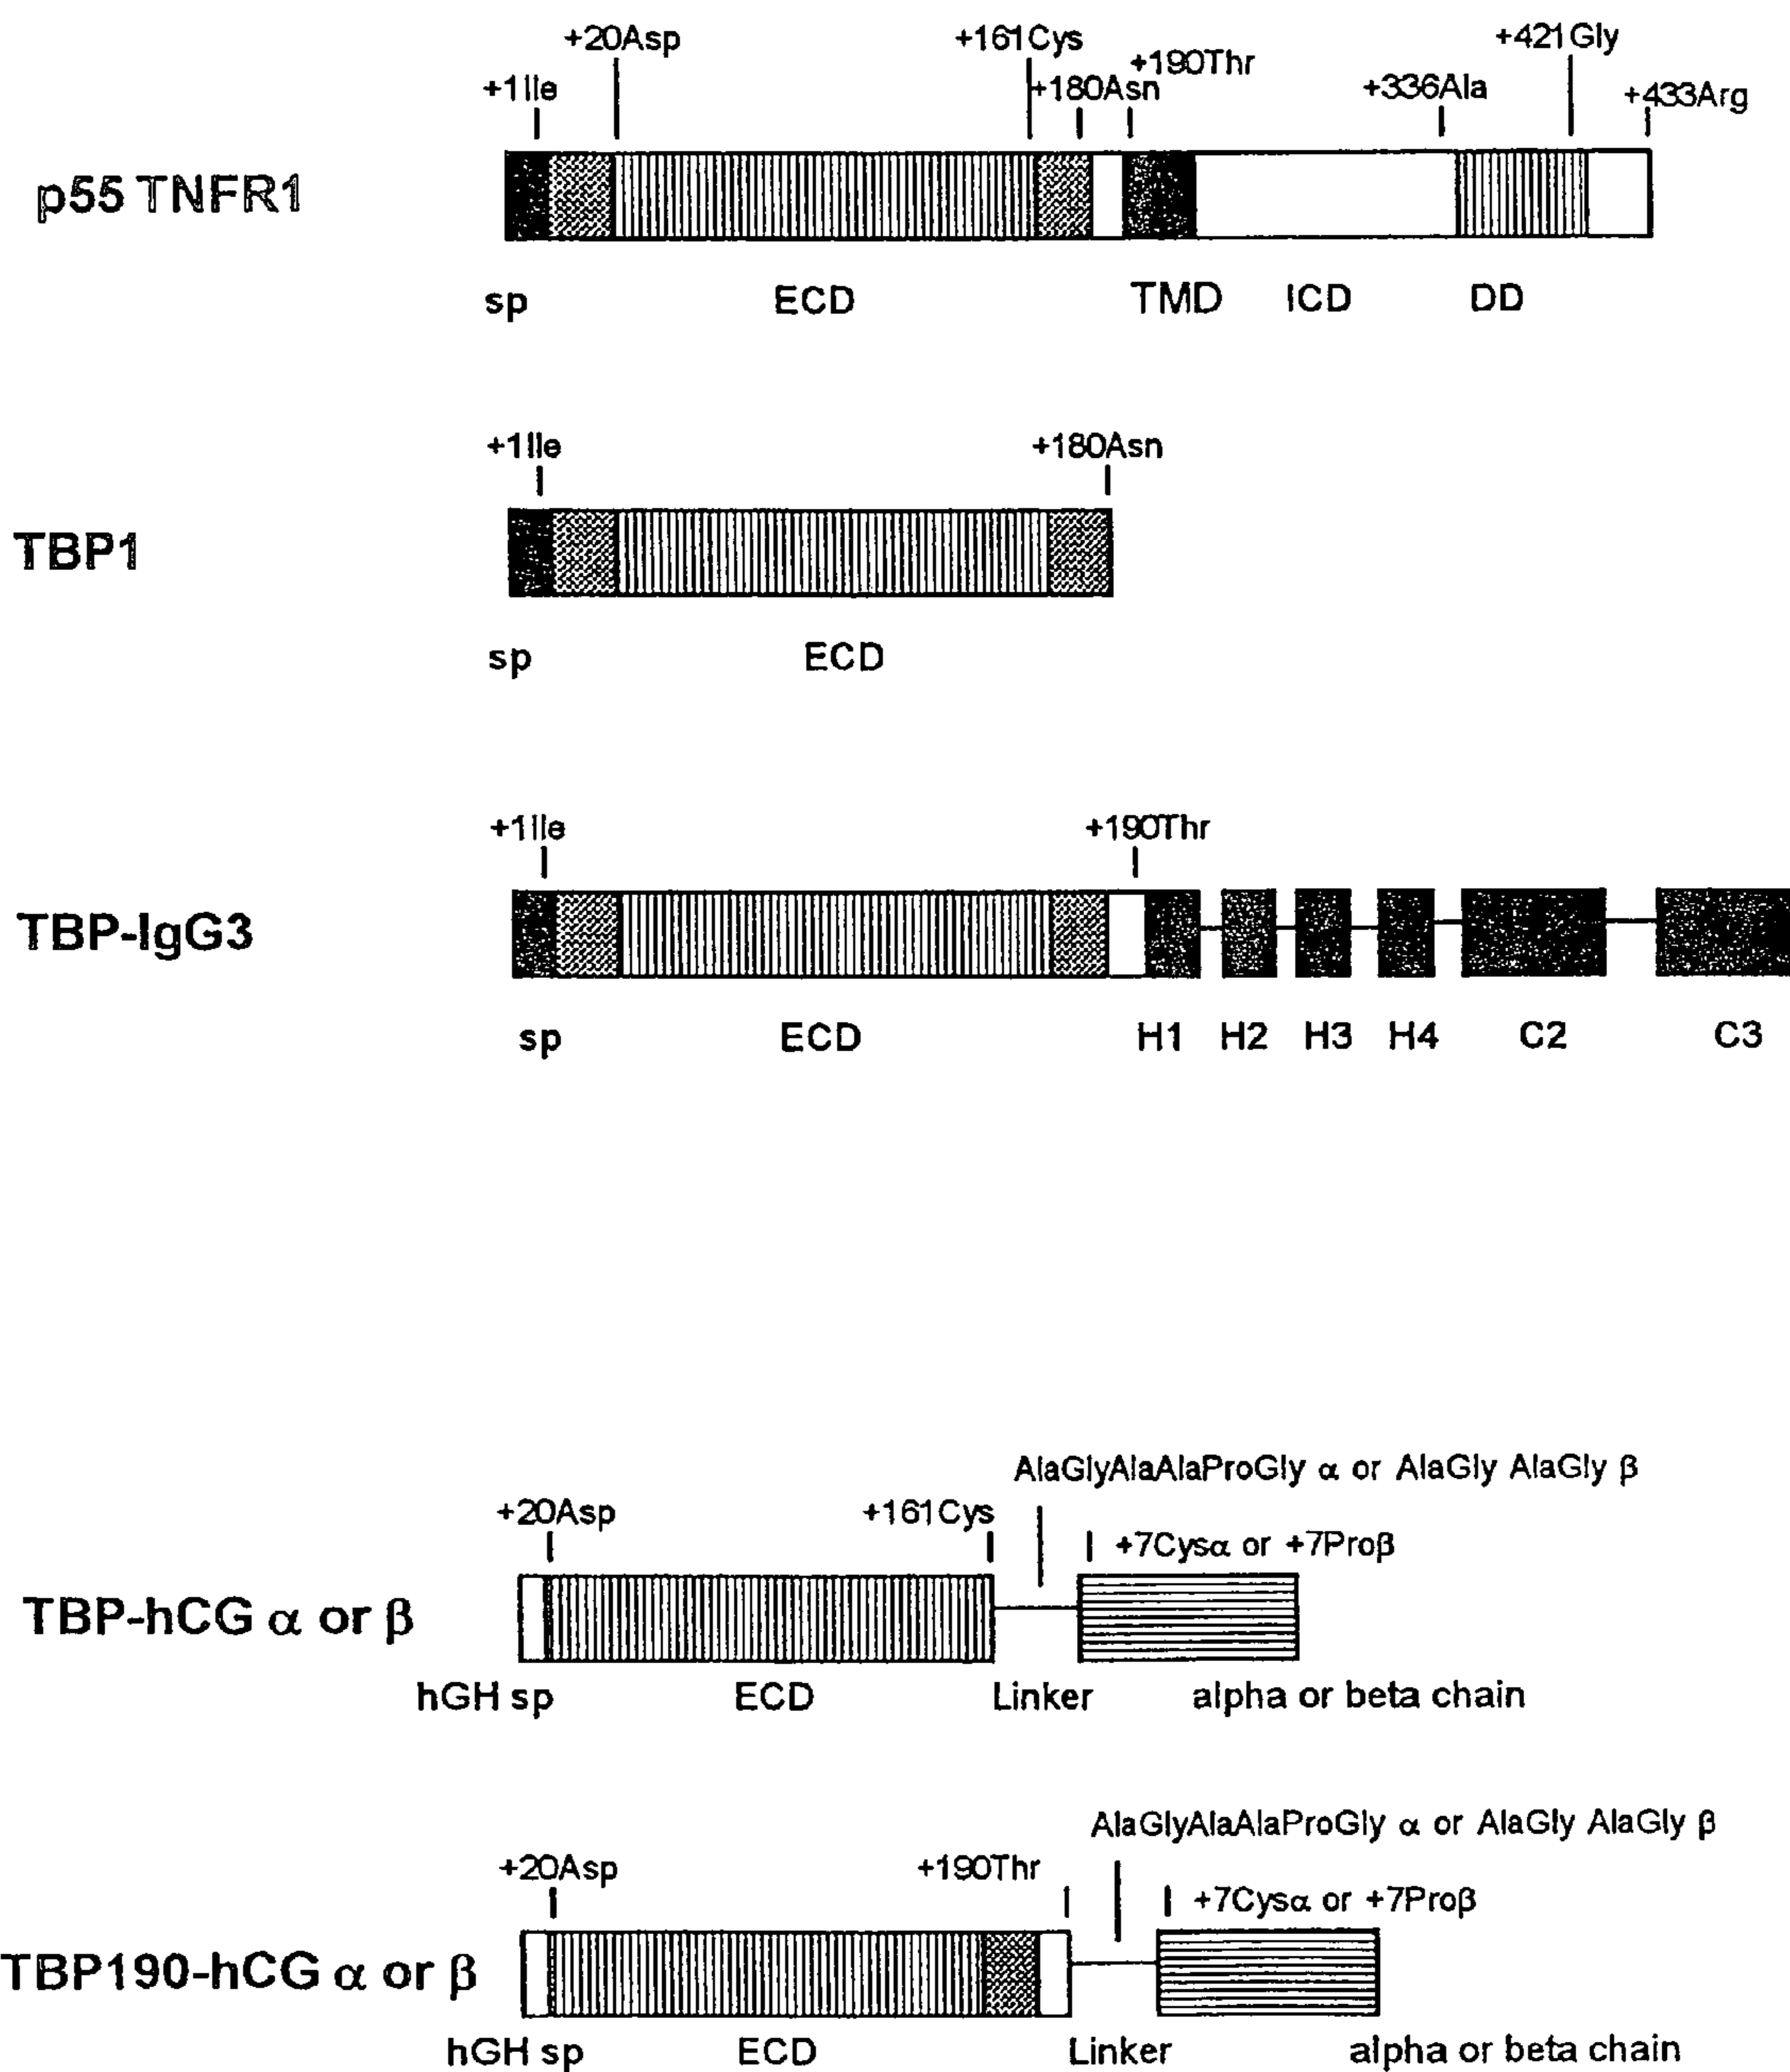 +20Asp +161Cys +421Gly
+190Thr
+1Ile +180Asn +336Ala +433Arg
p55 TNFR1
sp ECD TMD ICD DD
+1Ile +180Asn
TBP1
sp ECD
+1Ile +190Thr
TBP-IgG3
sp ECD H1 H2 H3 H4 C2 C3
AlaGlyAlaAlaProGly α or AlaGly AlaGly β
+20Asp +161Cys
+7Cysα or +7Proβ
TBP-hCG α or β
hGH sp ECD Linker alpha or beta chain
AlaGlyAlaAlaProGly α or AlaGly AlaGly β
+20Asp +190Thr
+7Cysα or +7Proβ
TBP190-hCG α or β
hGH sp ECD Linker alpha or beta chain